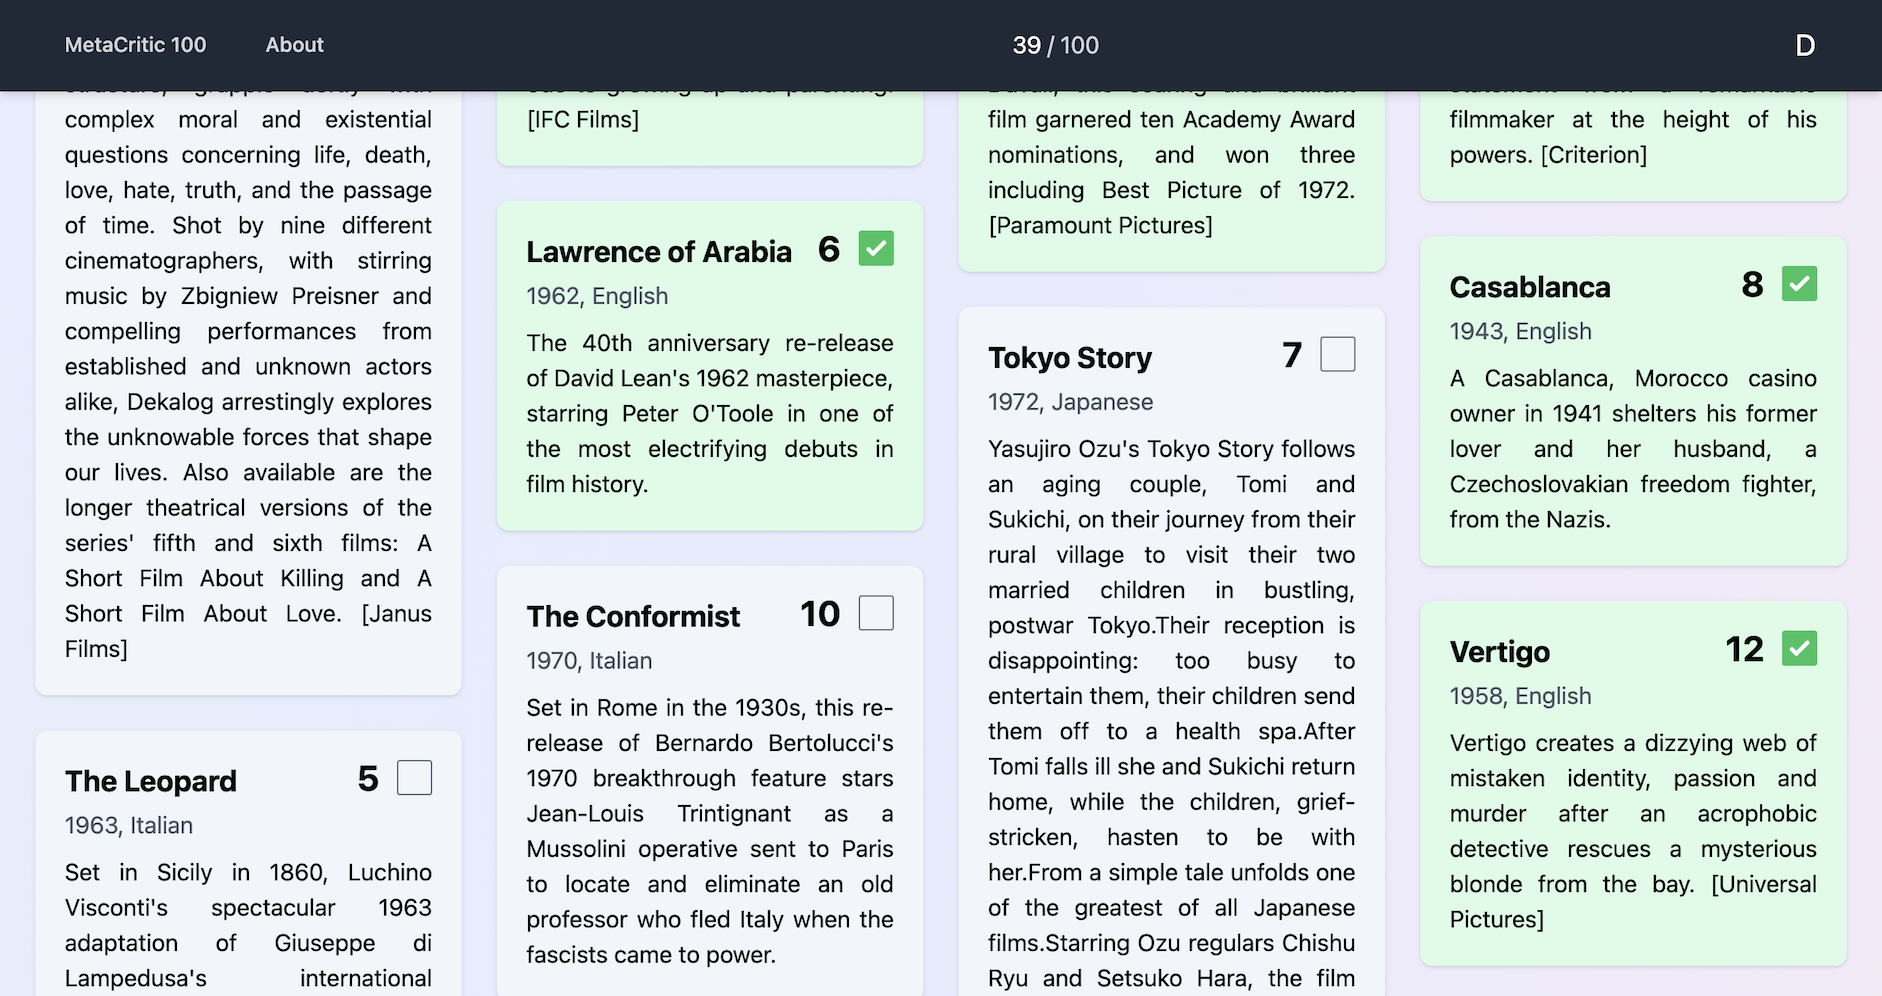 MetaCritic 100
About
39 / 100
D
complex moral and existential
questions concerning life, death,
love, hate, truth, and the passage
of time. Shot by nine different
cinematographers, with stirring
music by Zbigniew Preisner and
compelling performances from
established and unknown actors
alike, Dekalog arrestingly explores
the unknowable forces that shape
our lives. Also available are the
longer theatrical versions of the
series' fifth and sixth films: A
Short Film About Killing and A
Short Film About Love. [Janus
Films]
The Leopard 5
1963, Italian
Set in Sicily in 1860, Luchino
Visconti's spectacular 1963
adaptation of Giuseppe di
Lampedusa's international
[IFC Films]
Lawrence of Arabia 6
1962, English
The 40th anniversary re-release
of David Lean's 1962 masterpiece,
starring Peter O'Toole in one of
the most electrifying debuts in
film history.
The Conformist 10
1970, Italian
Set in Rome in the 1930s, this re-
release of Bernardo Bertolucci's
1970 breakthrough feature stars
Jean-Louis Trintignant as a
Mussolini operative sent to Paris
to locate and eliminate an old
professor who fled Italy when the
fascists came to power.
film garnered ten Academy Award
nominations, and won three
including Best Picture of 1972.
[Paramount Pictures]
Tokyo Story 7
1972, Japanese
Yasujiro Ozu's Tokyo Story follows
an aging couple, Tomi and
Sukichi, on their journey from their
rural village to visit their two
married children in bustling,
postwar Tokyo.Their reception is
disappointing: too busy to
entertain them, their children send
them off to a health spa.After
Tomi falls ill she and Sukichi return
home, while the children, grief-
stricken, hasten to be with
her.From a simple tale unfolds one
of the greatest of all Japanese
films.Starring Ozu regulars Chishu
Ryu and Setsuko Hara, the film
filmmaker at the height of his
powers. [Criterion]
Casablanca 8
1943, English
A Casablanca, Morocco casino
owner in 1941 shelters his former
lover and her husband, a
Czechoslovakian freedom fighter,
from the Nazis.
Vertigo 12
1958, English
Vertigo creates a dizzying web of
mistaken identity, passion and
murder after an acrophobic
detective rescues a mysterious
blonde from the bay. [Universal
Pictures]